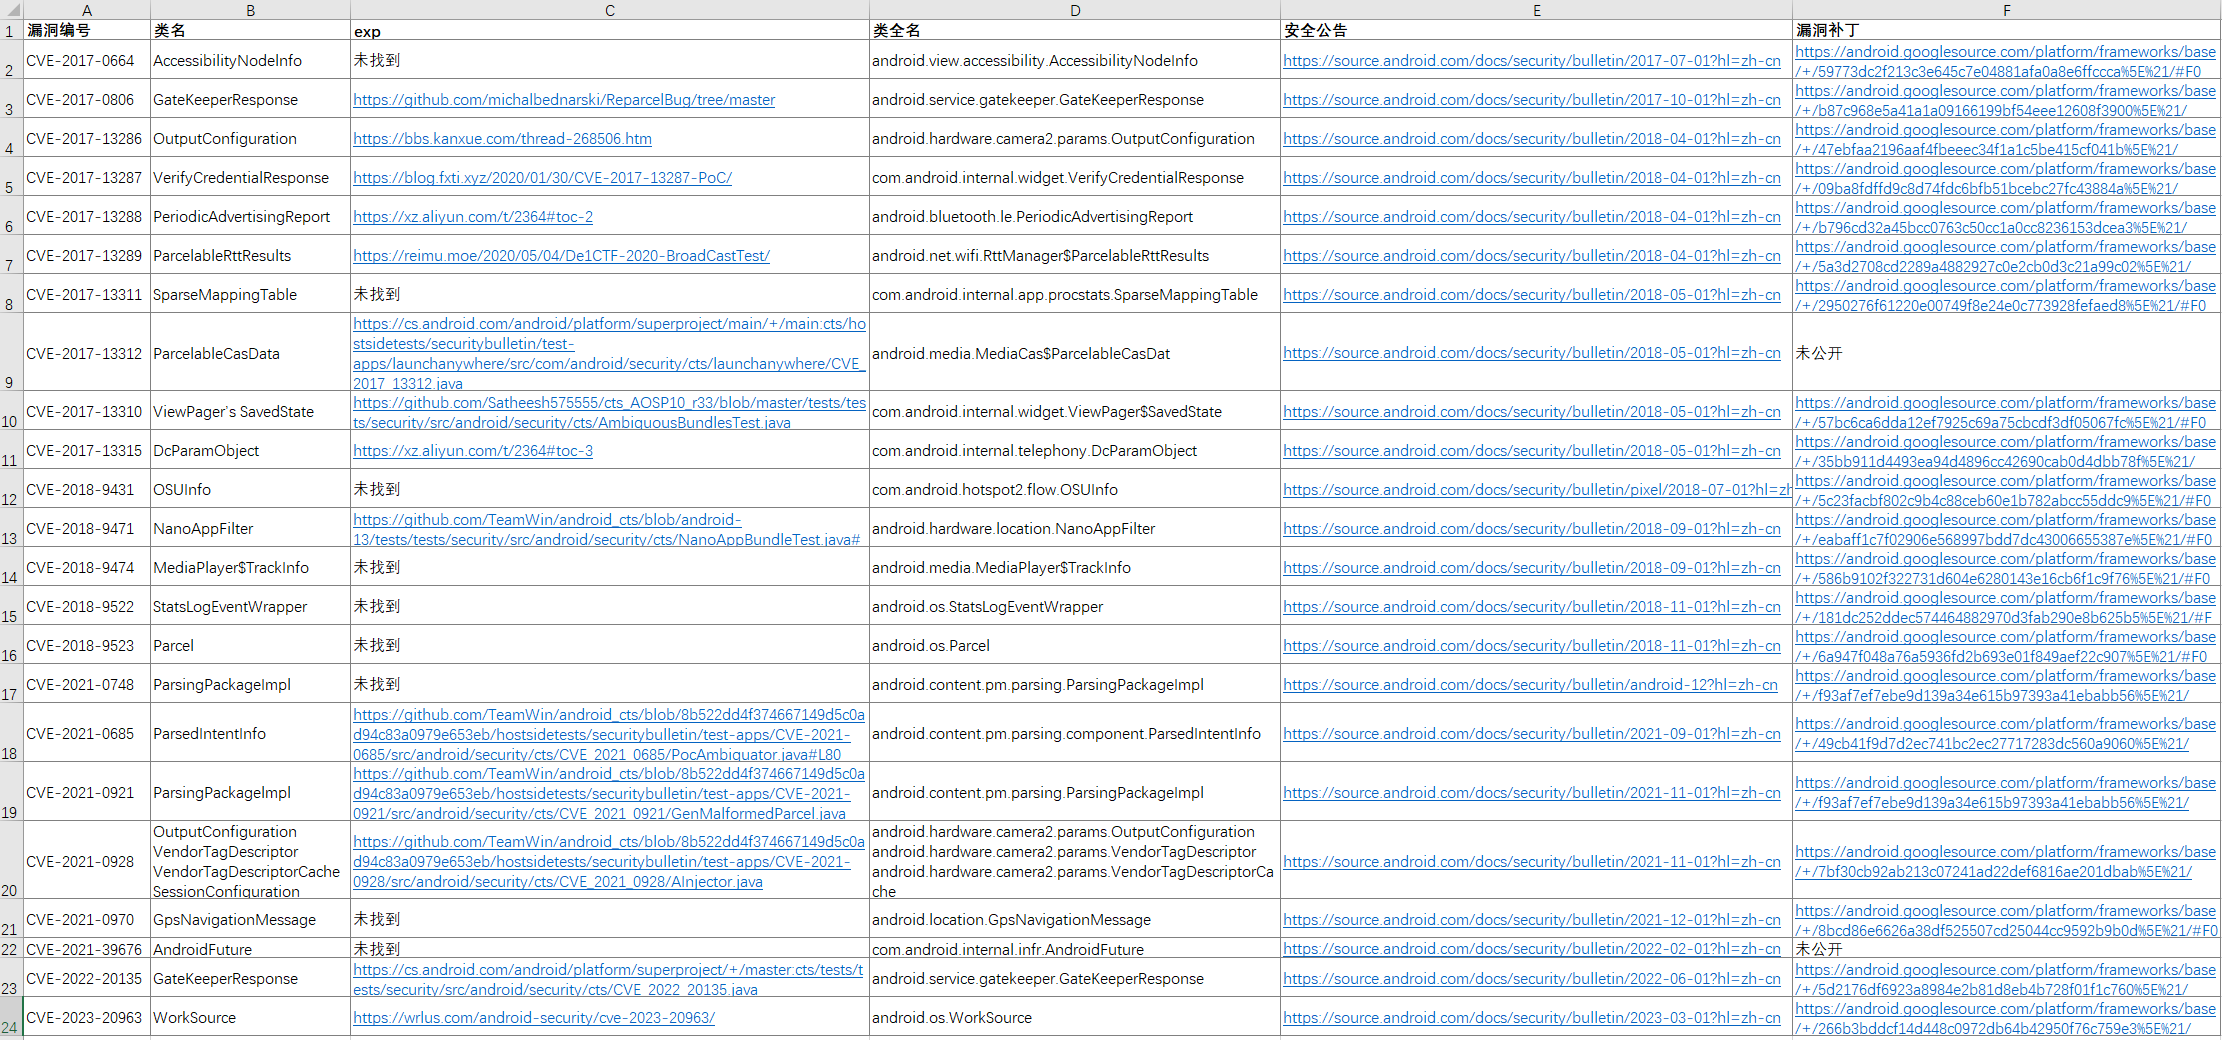 A B C D E F
1 漏洞编号 类名 exp 类全名 安全公告 漏洞补丁
2 CVE-2017-0664 AccessibilityNodeInfo 未找到 android.view.accessibility.AccessibilityNodeInfo https://source.android.com/docs/security/bulletin/2017-07-01?hl=zh-cn https://android.googlesource.com/platform/frameworks/base
/+/59773dc2f213c3e645c7e04881afa0a8e6ffccca%5E%21/#F0
3 CVE-2017-0806 GateKeeperResponse https://github.com/michalbednarski/ReparcelBug/tree/master android.service.gatekeeper.GateKeeperResponse https://source.android.com/docs/security/bulletin/2017-10-01?hl=zh-cn https://android.googlesource.com/platform/frameworks/base
/+/b87c968e5a41a1a09166199bf54eee12608f3900%5E%21/
4 CVE-2017-13286 OutputConfiguration https://bbs.kanxue.com/thread-268506.htm android.hardware.camera2.params.OutputConfiguration https://source.android.com/docs/security/bulletin/2018-04-01?hl=zh-cn https://android.googlesource.com/platform/frameworks/base
/+/47ebfaa2196aaf4fbeeec34f1a1c5be415cf041b%5E%21/
5 CVE-2017-13287 VerifyCredentialResponse https://blog.fxti.xyz/2020/01/30/CVE-2017-13287-PoC/ com.android.internal.widget.VerifyCredentialResponse https://source.android.com/docs/security/bulletin/2018-04-01?hl=zh-cn https://android.googlesource.com/platform/frameworks/base
/+/09ba8fdffd9c8d74fdc6bfb51bcebc27fc43884a%5E%21/
6 CVE-2017-13288 PeriodicAdvertisingReport https://xz.aliyun.com/t/2364#toc-2 android.bluetooth.le.PeriodicAdvertisingReport https://source.android.com/docs/security/bulletin/2018-04-01?hl=zh-cn https://android.googlesource.com/platform/frameworks/base
/+/b796cd32a45bcc0763c50cc1a0cc8236153dcea3%5E%21/
7 CVE-2017-13289 ParcelableRttResults https://reimu.moe/2020/05/04/De1CTF-2020-BroadCastTest/ android.net.wifi.RttManager$ParcelableRttResults https://source.android.com/docs/security/bulletin/2018-04-01?hl=zh-cn https://android.googlesource.com/platform/frameworks/base
/+/5a3d2708cd2289a4882927c0e2cb0d3c21a99c02%5E%21/
8 CVE-2017-13311 SparseMappingTable 未找到 com.android.internal.app.procstats.SparseMappingTable https://source.android.com/docs/security/bulletin/2018-05-01?hl=zh-cn https://android.googlesource.com/platform/frameworks/base
/+/2950276f61220e00749f8e24e0c773928fefaed8%5E%21/#F0
9 CVE-2017-13312 ParcelableCasData https://cs.android.com/android/platform/superproject/main/+/main:cts/ho
stsidetests/securitybulletin/test-
apps/launchanywhere/src/com/android/security/cts/launchanywhere/CVE_
2017_13312.java android.media.MediaCas$ParcelableCasDat https://source.android.com/docs/security/bulletin/2018-05-01?hl=zh-cn 未公开
10 CVE-2017-13310 ViewPager's SavedState https://github.com/Satheesh575555/cts_AOSP10_r33/blob/master/tests/tes
ts/security/src/android/security/cts/AmbiguousBundlesTest.java com.android.internal.widget.ViewPager$SavedState https://source.android.com/docs/security/bulletin/2018-05-01?hl=zh-cn https://android.googlesource.com/platform/frameworks/base
/+/57bc6ca6dda12ef7925c69a75cbcdf3df05067fc%5E%21/#F0
11 CVE-2017-13315 DcParamObject https://xz.aliyun.com/t/2364#toc-3 com.android.internal.telephony.DcParamObject https://source.android.com/docs/security/bulletin/2018-05-01?hl=zh-cn https://android.googlesource.com/platform/frameworks/base
/+/35bb911d4493ea94d4896cc42690cab0d4dbb78f%5E%21/
12 CVE-2018-9431 OSUInfo 未找到 com.android.hotspot2.flow.OSUInfo https://source.android.com/docs/security/bulletin/pixel/2018-07-01?hl=zh https://android.googlesource.com/platform/frameworks/base
/+/5c23facbf802c9b4c88ceb60e1b782abcc55ddc9%5E%21/#F0
13 CVE-2018-9471 NanoAppFilter https://github.com/TeamWin/android_cts/blob/android-
13/tests/tests/security/src/android/security/cts/NanoAppBundleTest.java# android.hardware.location.NanoAppFilter https://source.android.com/docs/security/bulletin/2018-09-01?hl=zh-cn https://android.googlesource.com/platform/frameworks/base
/+/eabaff1c7f02906e568997bdd7dc43006655387e%5E%21/#F0
14 CVE-2018-9474 MediaPlayer$TrackInfo 未找到 android.media.MediaPlayer$TrackInfo https://source.android.com/docs/security/bulletin/2018-09-01?hl=zh-cn https://android.googlesource.com/platform/frameworks/base
/+/586b9102f322731d604e6280143e16cb6f1c9f76%5E%21/#F0
15 CVE-2018-9522 StatsLogEventWrapper 未找到 android.os.StatsLogEventWrapper https://source.android.com/docs/security/bulletin/2018-11-01?hl=zh-cn https://android.googlesource.com/platform/frameworks/base
/+/181dc252ddec574464882970d3fab290e8b625b5%5E%21/#F
16 CVE-2018-9523 Parcel 未找到 android.os.Parcel https://source.android.com/docs/security/bulletin/2018-11-01?hl=zh-cn https://android.googlesource.com/platform/frameworks/base
/+/6a947f048a76a5936fd2b693e01f849aef22c907%5E%21/#F0
17 CVE-2021-0748 ParsingPackageImpl 未找到 android.content.pm.parsing.ParsingPackageImpl https://source.android.com/docs/security/bulletin/android-12?hl=zh-cn https://android.googlesource.com/platform/frameworks/base
/+/f93af7ef7ebe9d139a34e615b97393a41ebabb56%5E%21/
18 CVE-2021-0685 ParsedIntentInfo https://github.com/TeamWin/android_cts/blob/8b522dd4f374667149d5c0a
d94c83a0979e653eb/hostsidetests/securitybulletin/test-apps/CVE-2021-
0685/src/android/security/cts/CVE_2021_0685/PocAmbiguator.java#L80 android.content.pm.parsing.component.ParsedIntentInfo https://source.android.com/docs/security/bulletin/2021-09-01?hl=zh-cn https://android.googlesource.com/platform/frameworks/base
/+/49cb41f9d7d2ec741bc2ec27717283dc560a9060%5E%21/
19 CVE-2021-0921 ParsingPackageImpl https://github.com/TeamWin/android_cts/blob/8b522dd4f374667149d5c0a
d94c83a0979e653eb/hostsidetests/securitybulletin/test-apps/CVE-2021-
0921/src/android/security/cts/CVE_2021_0921/GenMalformedParcel.java android.content.pm.parsing.ParsingPackageImpl https://source.android.com/docs/security/bulletin/2021-11-01?hl=zh-cn https://android.googlesource.com/platform/frameworks/base
/+/f93af7ef7ebe9d139a34e615b97393a41ebabb56%5E%21/
20 CVE-2021-0928 OutputConfiguration
VendorTagDescriptor
VendorTagDescriptorCache
SessionConfiguration https://github.com/TeamWin/android_cts/blob/8b522dd4f374667149d5c0a
d94c83a0979e653eb/hostsidetests/securitybulletin/test-apps/CVE-2021-
0928/src/android/security/cts/CVE_2021_0928/AInjector.java android.hardware.camera2.params.OutputConfiguration
android.hardware.camera2.params.VendorTagDescriptor
android.hardware.camera2.params.VendorTagDescriptorCa
che https://source.android.com/docs/security/bulletin/2021-11-01?hl=zh-cn https://android.googlesource.com/platform/frameworks/base
/+/7bf30cb92ab213c07241ad22def6816ae201dbab%5E%21/
21 CVE-2021-0970 GpsNavigationMessage 未找到 android.location.GpsNavigationMessage https://source.android.com/docs/security/bulletin/2021-12-01?hl=zh-cn https://android.googlesource.com/platform/frameworks/base
/+/8bcd86e6626a38df525507cd25044cc9592b9b0d%5E%21/#F0
22 CVE-2021-39676 AndroidFuture 未找到 com.android.internal.infr.AndroidFuture https://source.android.com/docs/security/bulletin/2022-02-01?hl=zh-cn 未公开
23 CVE-2022-20135 GateKeeperResponse https://cs.android.com/android/platform/superproject/+/master:cts/tests/t
ests/security/src/android/security/cts/CVE_2022_20135.java android.service.gatekeeper.GateKeeperResponse https://source.android.com/docs/security/bulletin/2022-06-01?hl=zh-cn https://android.googlesource.com/platform/frameworks/base
/+/5d2176df6923a8984e2b81d8eb4b728f01f1c760%5E%21/
24 CVE-2023-20963 WorkSource https://wrlus.com/android-security/cve-2023-20963/ android.os.WorkSource https://source.android.com/docs/security/bulletin/2023-03-01?hl=zh-cn https://android.googlesource.com/platform/frameworks/base
/+/266b3bddcf14d448c0972db64b42950f76c759e3%5E%21/